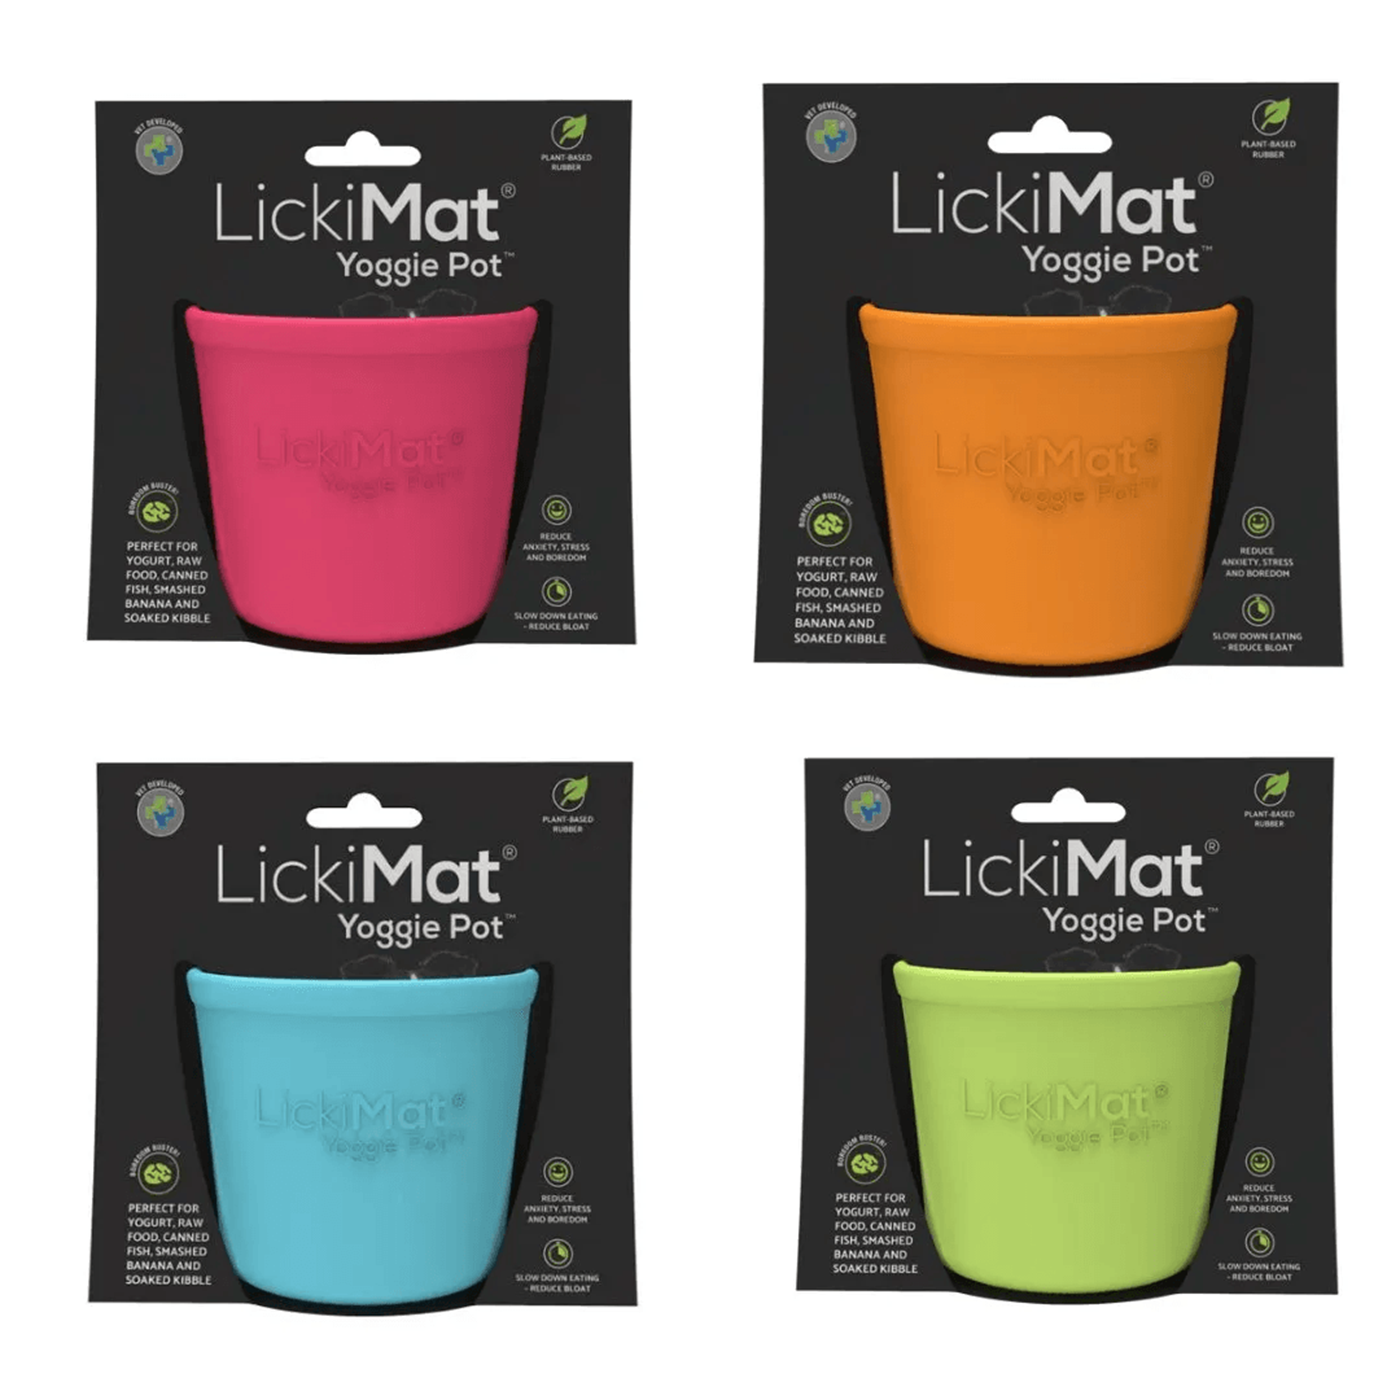 VET DEVELOPED
PLANT-BASED
RUBBER
LickiMat®
Yoggie Pot™
LickiMat®
Yoggie Pot™
BOREDOM BUSTER!
PERFECT FOR
YOGURT, RAW
FOOD, CANNED
FISH, SMASHED
BANANA AND
SOAKED KIBBLE
REDUCE
ANXIETY, STRESS
AND BOREDOM
SLOW DOWN EATING
- REDUCE BLOAT
VET DEVELOPED
PLANT-BASED
RUBBER
LickiMat®
Yoggie Pot™
LickiMat®
Yoggie Pot™
BOREDOM BUSTER!
PERFECT FOR
YOGURT, RAW
FOOD, CANNED
FISH, SMASHED
BANANA AND
SOAKED KIBBLE
REDUCE
ANXIETY, STRESS
AND BOREDOM
SLOW DOWN EATING
- REDUCE BLOAT
VET DEVELOPED
PLANT-BASED
RUBBER
LickiMat®
Yoggie Pot™
LickiMat®
Yoggie Pot™
BOREDOM BUSTER!
PERFECT FOR
YOGURT, RAW
FOOD, CANNED
FISH, SMASHED
BANANA AND
SOAKED KIBBLE
REDUCE
ANXIETY, STRESS
AND BOREDOM
SLOW DOWN EATING
- REDUCE BLOAT
VET DEVELOPED
PLANT-BASED
RUBBER
LickiMat®
Yoggie Pot™
LickiMat®
Yoggie Pot™
BOREDOM BUSTER!
PERFECT FOR
YOGURT, RAW
FOOD, CANNED
FISH, SMASHED
BANANA AND
SOAKED KIBBLE
REDUCE
ANXIETY, STRESS
AND BOREDOM
SLOW DOWN EATING
- REDUCE BLOAT